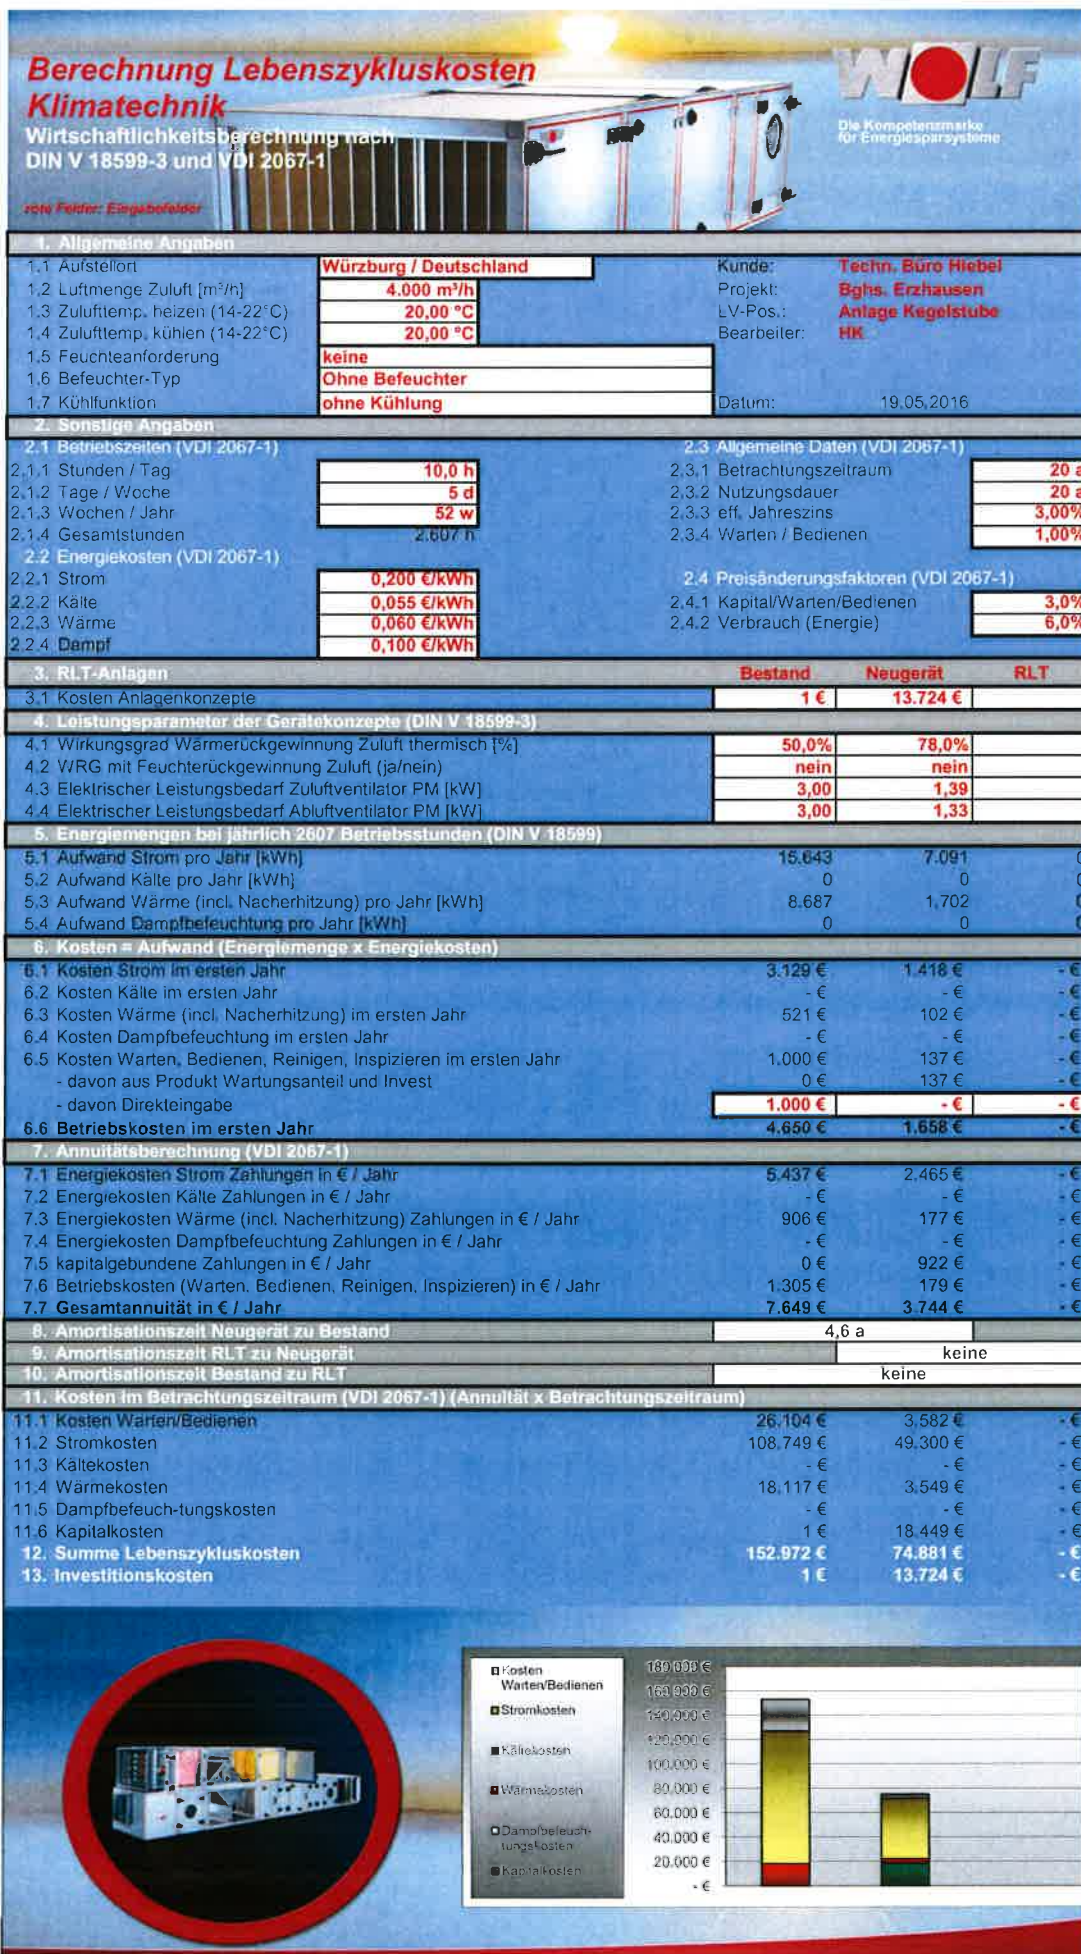 Berechnung Lebenszykluskosten
Klimatechnik
Wirtschaftlichkeitsberechnung nach
DIN V 18599-3 und VDI 2067-1
rote Felder: Eingabefelder
WOLF
Die Kompetenzmarke
für Energiesparsysteme
1. Allgemeine Angaben
1.1 Aufstellort Würzburg / Deutschland Kunde: Techn. Büro Hiebel
1.2 Luftmenge Zuluft [m³/h] 4.000 m³/h Projekt: Bghs. Erzhausen
1.3 Zulufttemp. heizen (14-22°C) 20,00 °C LV-Pos.: Anlage Kegelstube
1.4 Zulufttemp. kühlen (14-22°C) 20,00 °C Bearbeiter: HK
1.5 Feuchteanforderung keine
1.6 Befeuchter-Typ Ohne Befeuchter
1.7 Kühlfunktion ohne Kühlung Datum: 19.05.2016
2. Sonstige Angaben
2.1 Betriebszeiten (VDI 2067-1) 2.3 Allgemeine Daten (VDI 2067-1)
2.1.1 Stunden / Tag 10,0 h 2.3.1 Betrachtungszeitraum 20 a
2.1.2 Tage / Woche 5 d 2.3.2 Nutzungsdauer 20 a
2.1.3 Wochen / Jahr 52 w 2.3.3 eff. Jahreszins 3,00%
2.1.4 Gesamtstunden 2.607 h 2.3.4 Warten / Bedienen 1,00%
2.2 Energiekosten (VDI 2067-1)
2.2.1 Strom 0,200 €/kWh 2.4 Preisänderungsfaktoren (VDI 2067-1)
2.2.2 Kälte 0,055 €/kWh 2.4.1 Kapital/Warten/Bedienen 3,0%
2.2.3 Wärme 0,060 €/kWh 2.4.2 Verbrauch (Energie) 6,0%
2.2.4 Dampf 0,100 €/kWh
3. RLT-Anlagen Bestand Neugerät RLT
3.1 Kosten Anlagenkonzepte 1 € 13.724 €
4. Leistungsparameter der Gerätekonzepte (DIN V 18599-3)
4.1 Wirkungsgrad Wärmerückgewinnung Zuluft thermisch [%] 50,0% 78,0%
4.2 WRG mit Feuchterückgewinnung Zuluft (ja/nein) nein nein
4.3 Elektrischer Leistungsbedarf Zuluftventilator PM [kW] 3,00 1,39
4.4 Elektrischer Leistungsbedarf Abluftventilator PM [kW] 3,00 1,33
5. Energiemengen bei jährlich 2607 Betriebsstunden (DIN V 18599)
5.1 Aufwand Strom pro Jahr [kWh] 15.643 7.091 0
5.2 Aufwand Kälte pro Jahr [kWh] 0 0 0
5.3 Aufwand Wärme (incl. Nacherhitzung) pro Jahr [kWh] 8.687 1.702 0
5.4 Aufwand Dampfbefeuchtung pro Jahr [kWh] 0 0 0
6. Kosten = Aufwand (Energiemenge x Energiekosten)
6.1 Kosten Strom im ersten Jahr 3.129 € 1.418 € - €
6.2 Kosten Kälte im ersten Jahr - € - € - €
6.3 Kosten Wärme (incl. Nacherhitzung) im ersten Jahr 521 € 102 € - €
6.4 Kosten Dampfbefeuchtung im ersten Jahr - € - € - €
6.5 Kosten Warten, Bedienen, Reinigen, Inspizieren im ersten Jahr 1.000 € 137 € - €
- davon aus Produkt Wartungsanteil und Invest 0 € 137 € - €
- davon Direkteingabe 1.000 € - € - €
6.6 Betriebskosten im ersten Jahr 4.650 € 1.658 € - €
7. Annuitätsberechnung (VDI 2067-1)
7.1 Energiekosten Strom Zahlungen in € / Jahr 5.437 € 2.465 € - €
7.2 Energiekosten Kälte Zahlungen in € / Jahr - € - € - €
7.3 Energiekosten Wärme (incl. Nacherhitzung) Zahlungen in € / Jahr 906 € 177 € - €
7.4 Energiekosten Dampfbefeuchtung Zahlungen in € / Jahr - € - € - €
7.5 kapitalgebundene Zahlungen in € / Jahr 0 € 922 € - €
7.6 Betriebskosten (Warten, Bedienen, Reinigen, Inspizieren) in € / Jahr 1.305 € 179 € - €
7.7 Gesamtannuität in € / Jahr 7.649 € 3.744 € - €
8. Amortisationszeit Neugerät zu Bestand 4,6 a
9. Amortisationszeit RLT zu Neugerät keine
10. Amortisationszeit Bestand zu RLT keine
11. Kosten im Betrachtungszeitraum (VDI 2067-1) (Annuität x Betrachtungszeitraum)
11.1 Kosten Warten/Bedienen 26.104 € 3.582 € - €
11.2 Stromkosten 108.749 € 49.300 € - €
11.3 Kältekosten - € - € - €
11.4 Wärmekosten 18.117 € 3.549 € - €
11.5 Dampfbefeuch-tungskosten - € - € - €
11.6 Kapitalkosten 1 € 18.449 € - €
12. Summe Lebenszykluskosten 152.972 € 74.881 € - €
13. Investitionskosten 1 € 13.724 € - €
Kosten
Warten/Bedienen
Stromkosten
Kältekosten
Wärmekosten
Dampfbefeuch-
tungskosten
Kapitalkosten
180.000 €
160.000 €
140.000 €
120.000 €
100.000 €
80.000 €
60.000 €
40.000 €
20.000 €
- €